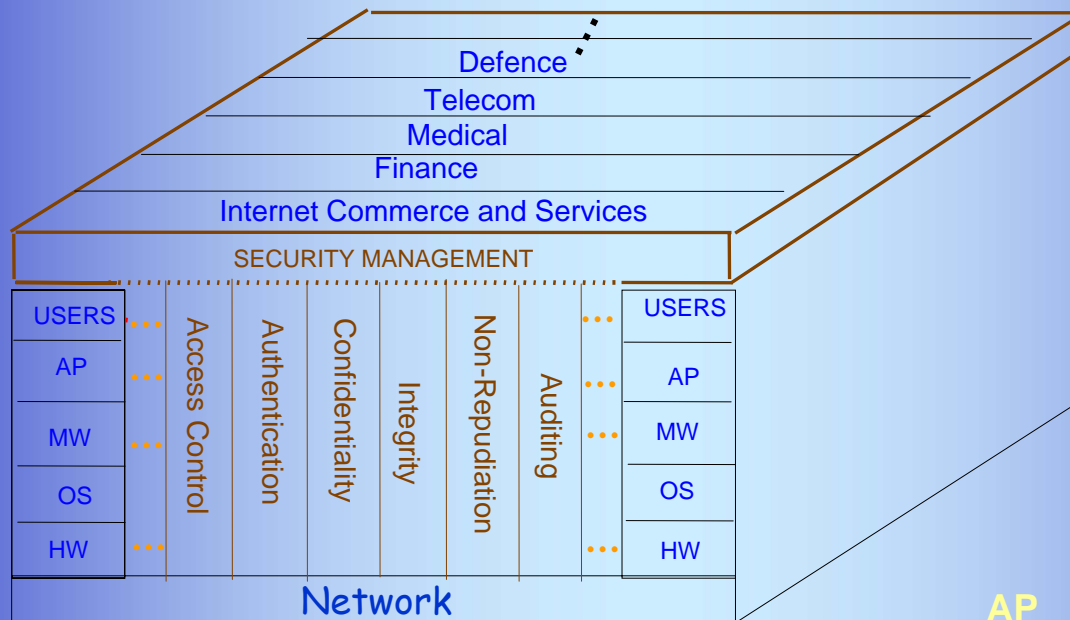 Defence
Telecom
Medical
Finance
Internet Commerce and Services
SECURITY MANAGEMENT
USERS
AP
MW
OS
HW
Access Control
Authentication
Confidentiality
Integrity
Non-Repudiation
Auditing
USERS
AP
MW
OS
HW
Network
AP